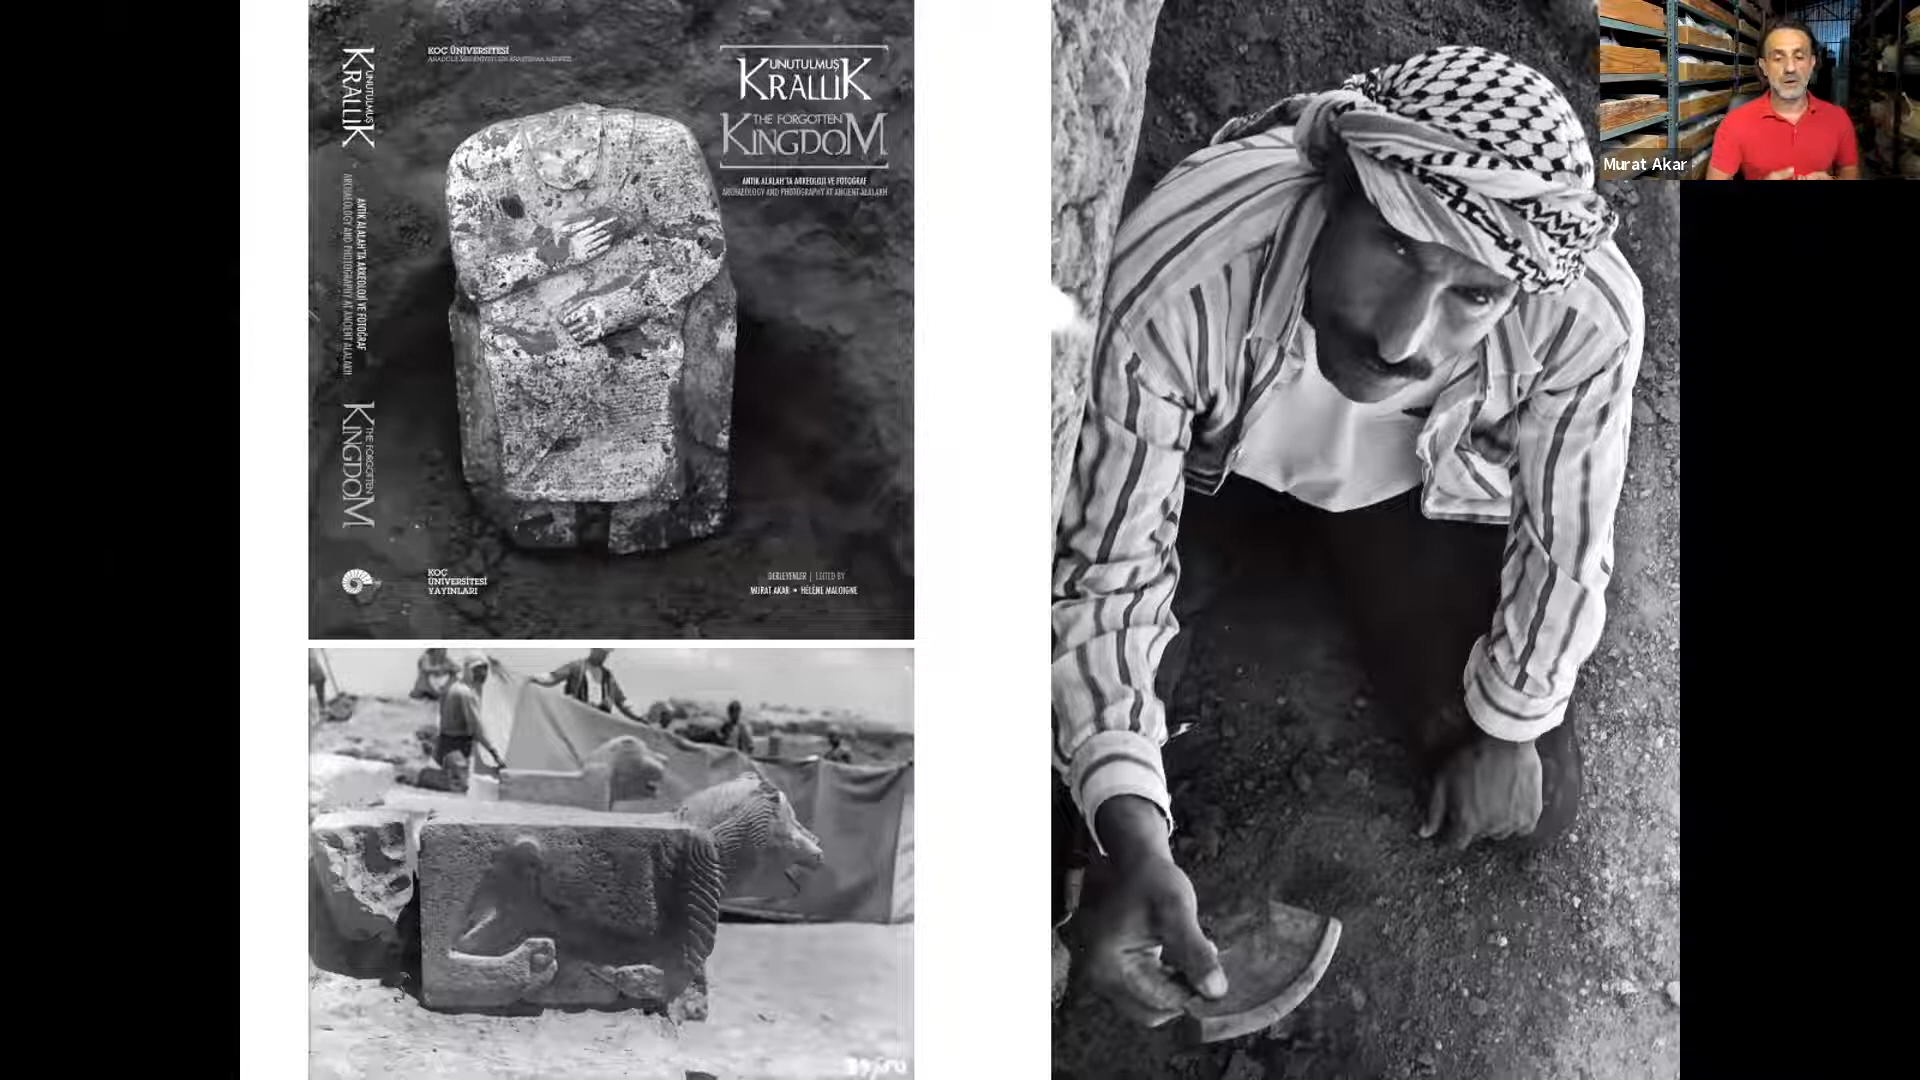 UNUTULMUŞ
KRALLIK
ANTİK ALALAH'TA ARKEOLOJİ VE FOTOĞRAF
ARCHAEOLOGY AND PHOTOGRAPHY AT ANCIENT ALALAKH
THE FORGOTTEN
KINGDOM
KOÇ ÜNİVERSİTESİ
UNUTULMUŞ
KRALLIK
THE FORGOTTEN
KINGDOM
ANTİK ALALAH'TA ARKEOLOJİ VE FOTOĞRAF
ARCHAEOLOGY AND PHOTOGRAPHY AT ANCIENT ALALAKH
KOÇ
ÜNİVERSİTESİ
YAYINLARI
DERLEYENLER | EDITED BY
MURAT AKAR • HÉLÈNE MALOIGNE
Murat Akar